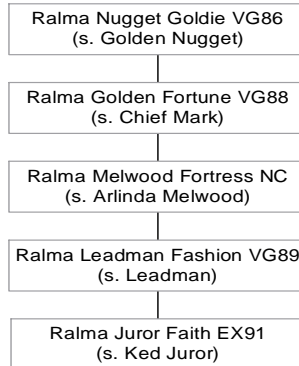 Ralma Nugget Goldie VG86
(s. Golden Nugget)
Ralma Golden Fortune VG88
(s. Chief Mark)
Ralma Melwood Fortress NC
(s. Arlinda Melwood)
Ralma Leadman Fashion VG89
(s. Leadman)
Ralma Juror Faith EX91
(s. Ked Juror)